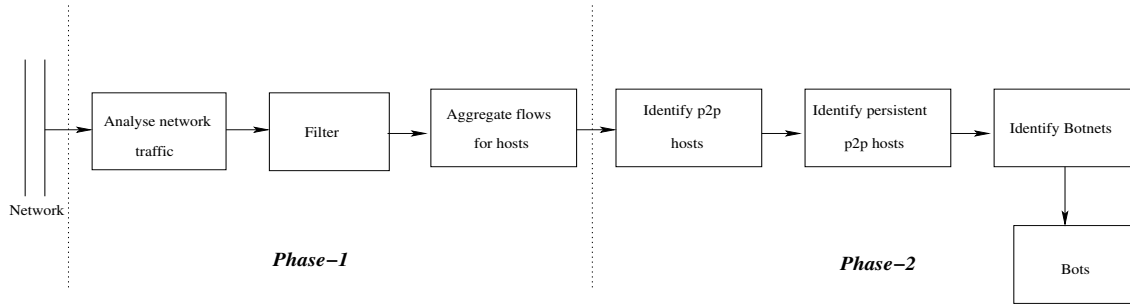 Network
Analyse network
traffic
Filter
Aggregate flows
for hosts
Identify p2p
hosts
Identify persistent
p2p hosts
Identify Botnets
Bots
Phase-1
Phase-2